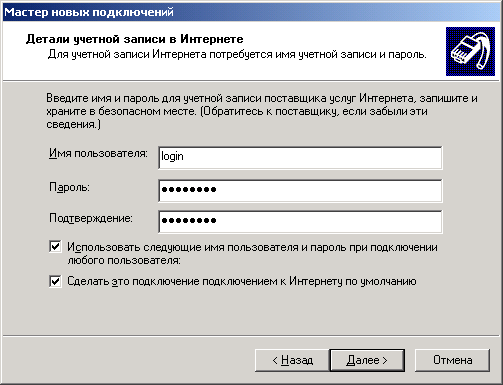 Мастер новых подключений
Детали учетной записи в Интернете
Для учетной записи Интернета потребуется имя учетной записи и пароль.
Введите имя и пароль для учетной записи поставщика услуг Интернета, запишите и
храните в безопасном месте. (Обратитесь к поставщику, если забыли эти
сведения.)
Имя пользователя: login
Пароль: ●●●●●●●●
Подтверждение: ●●●●●●●●
Использовать следующие имя пользователя и пароль при подключении
любого пользователя:
Сделать это подключение подключением к Интернету по умолчанию
< Назад Далее > Отмена